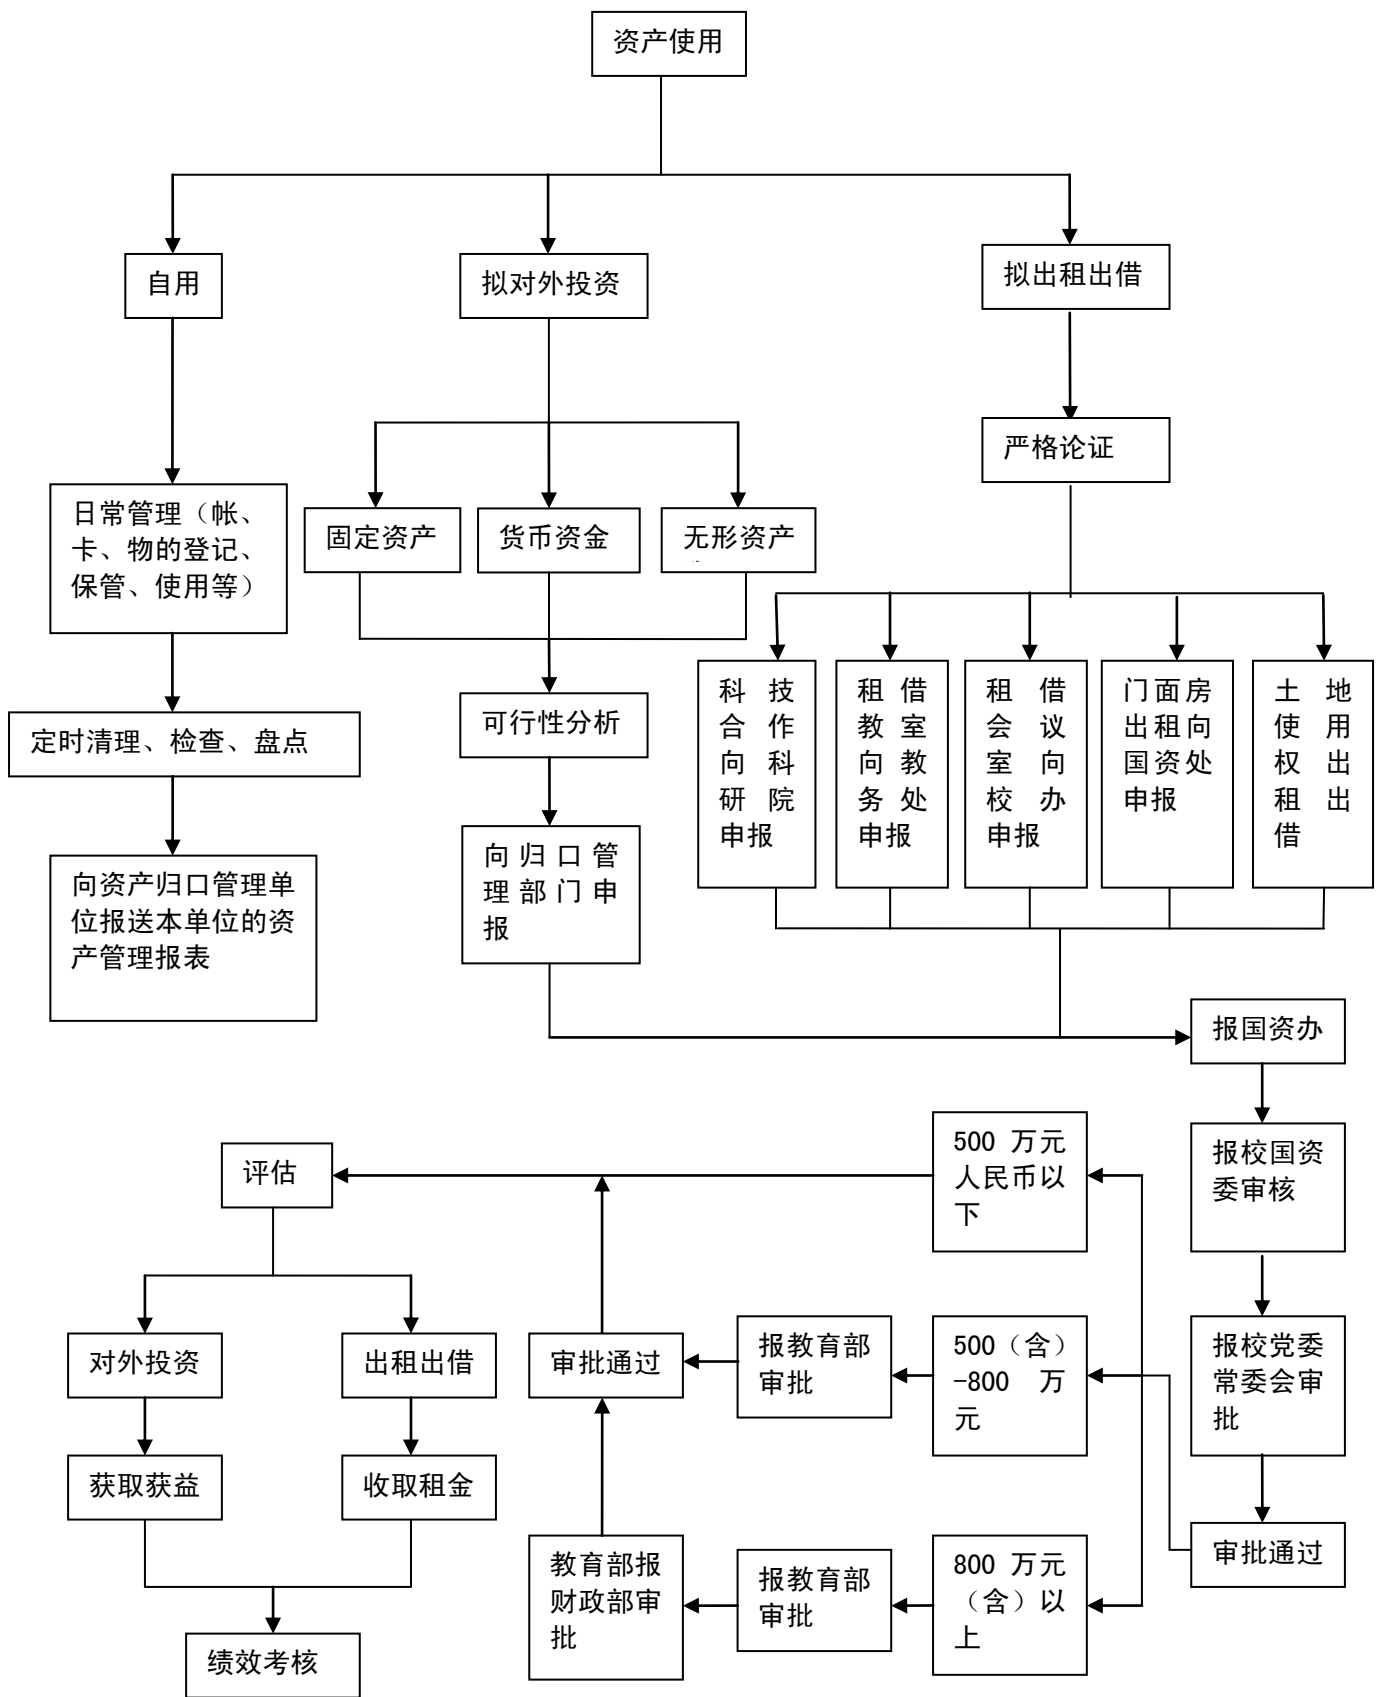 资产使用
自用
拟对外投资
拟出租出借
严格论证
日常管理（帐、
卡、物的登记、
保管、使用等）
固定资产
货币资金
无形资产
定时清理、检查、盘点
可行性分析
科技
合作
向科
研院
申报
租借
教室
向教
务处
申报
租借
会议
室向
校办
申报
门面房
出租向
国资处
申报
土地
使用
权出
租出
借
向资产归口管理单
位报送本单位的资
产管理报表
向归口管
理部门申
报
报国资办
评估
500 万元
人民币以
下
报校国资
委审核
对外投资
出租出借
审批通过
报教育部
审批
500（含）
-800 万
元
报校党委
常委会审
批
获取获益
收取租金
教育部报
财政部审
批
报教育部
审批
800 万元
（含）以
上
审批通过
绩效考核